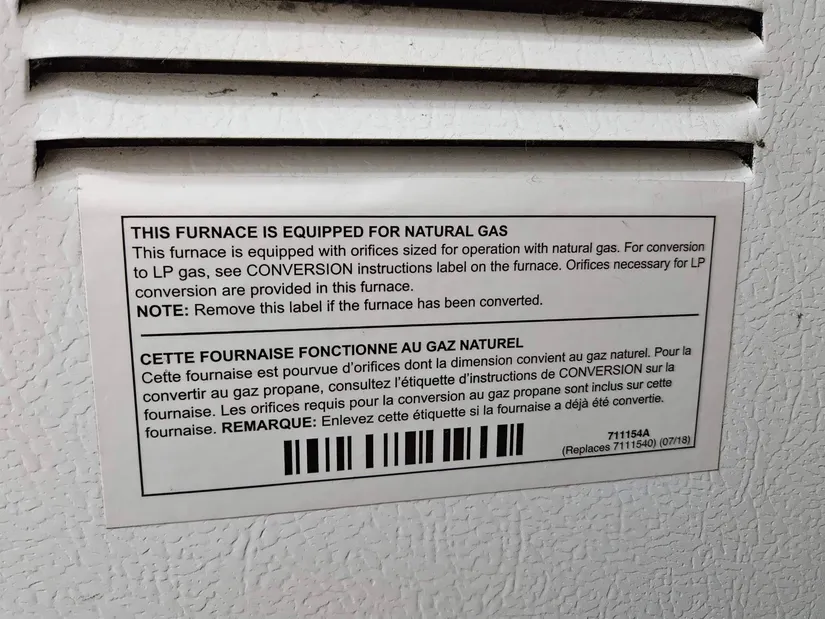 THIS FURNACE IS EQUIPPED FOR NATURAL GAS
This furnace is equipped with orifices sized for operation with natural gas. For conversion
to LP gas, see CONVERSION instructions label on the furnace. Orifices necessary for LP
conversion are provided in this furnace.
NOTE: Remove this label if the furnace has been converted.
CETTE FOURNAISE FONCTIONNE AU GAZ NATUREL
Cette fournaise est pourvue d'orifices dont la dimension convient au gaz naturel. Pour la
convertir au gaz propane, consultez l'étiquette d'instructions de CONVERSION sur la
fournaise. Les orifices requis pour la conversion au gaz propane sont inclus sur cette
fournaise. REMARQUE: Enlevez cette étiquette si la fournaise a déjà été convertie.
711154A
(Replaces 7111540) (07/18)